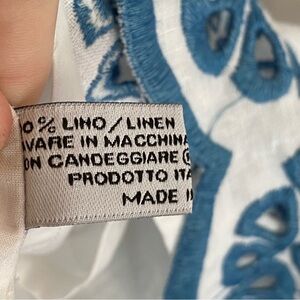 0% LINO/LINEN
VARE IN MACCHINA
ON CANDEGGIARE
PRODOTTO ITA
MADE I